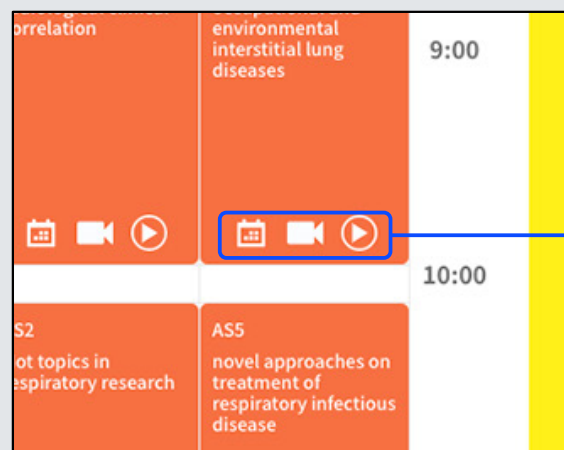 orrelation
environmental
interstitial lung
diseases
9:00
10:00
S2
ot topics in
espiratory research
AS5
novel approaches on
treatment of
respiratory infectious
disease